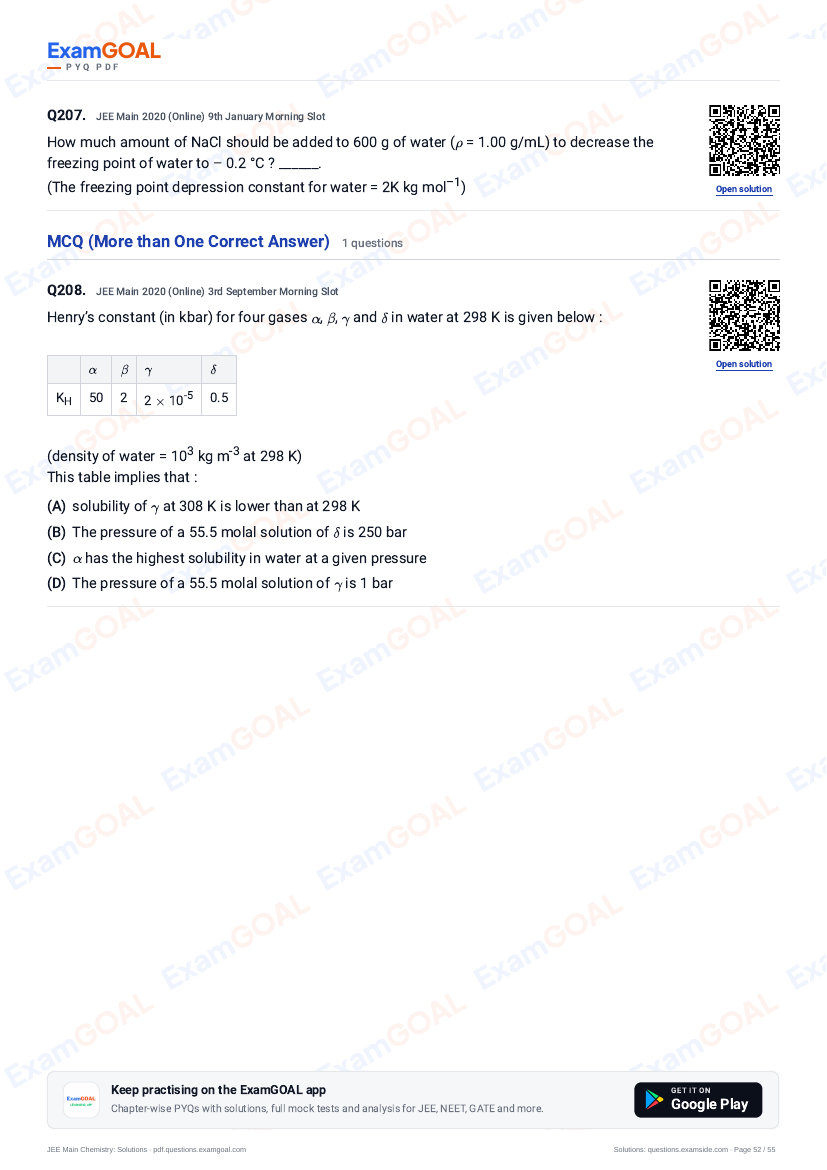 ExamGOAL
PYQ PDF
Q207. JEE Main 2020 (Online) 9th January Morning Slot
How much amount of NaCl should be added to 600 g of water (ρ = 1.00 g/mL) to decrease the
freezing point of water to − 0.2 °C ? ______.
(The freezing point depression constant for water = 2K kg mol⁻¹)
Open solution
MCQ (More than One Correct Answer) 1 questions
Q208. JEE Main 2020 (Online) 3rd September Morning Slot
Henry's constant (in kbar) for four gases α, β, γ and δ in water at 298 K is given below :
Open solution
α β γ δ
K_H 50 2 2 × 10⁻⁵ 0.5
(density of water = 10³ kg m⁻³ at 298 K)
This table implies that :
(A) solubility of γ at 308 K is lower than at 298 K
(B) The pressure of a 55.5 molal solution of δ is 250 bar
(C) α has the highest solubility in water at a given pressure
(D) The pressure of a 55.5 molal solution of γ is 1 bar
Keep practising on the ExamGOAL app
Chapter-wise PYQs with solutions, full mock tests and analysis for JEE, NEET, GATE and more.
GET IT ON
Google Play
JEE Main Chemistry: Solutions · pdf.questions.examgoal.com
Solutions: questions.examside.com · Page 52 / 55